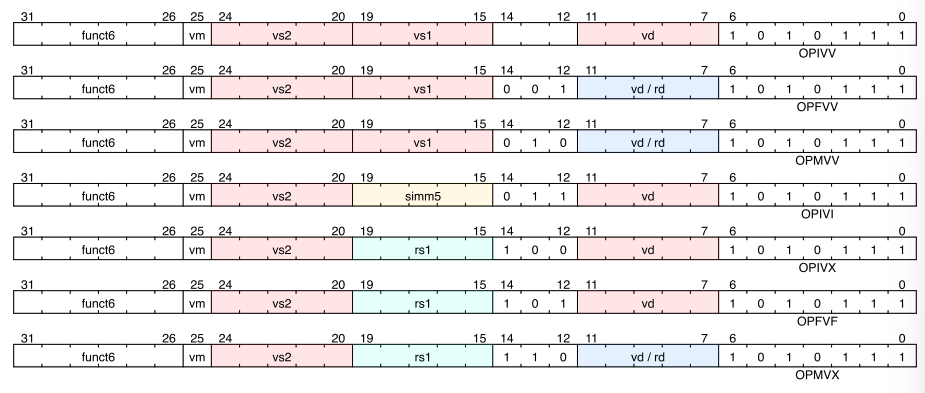 31 26 25 24 20 19 15 14 12 11 7 6 0
funct6 vm vs2 vs1 vd 1 0 1 0 1 1 1
OPIVV
31 26 25 24 20 19 15 14 12 11 7 6 0
funct6 vm vs2 vs1 0 0 1 vd / rd 1 0 1 0 1 1 1
OPFVV
31 26 25 24 20 19 15 14 12 11 7 6 0
funct6 vm vs2 vs1 0 1 0 vd / rd 1 0 1 0 1 1 1
OPMVV
31 26 25 24 20 19 15 14 12 11 7 6 0
funct6 vm vs2 simm5 0 1 1 vd 1 0 1 0 1 1 1
OPIVI
31 26 25 24 20 19 15 14 12 11 7 6 0
funct6 vm vs2 rs1 1 0 0 vd 1 0 1 0 1 1 1
OPIVX
31 26 25 24 20 19 15 14 12 11 7 6 0
funct6 vm vs2 rs1 1 0 1 vd 1 0 1 0 1 1 1
OPFVF
31 26 25 24 20 19 15 14 12 11 7 6 0
funct6 vm vs2 rs1 1 1 0 vd / rd 1 0 1 0 1 1 1
OPMVX